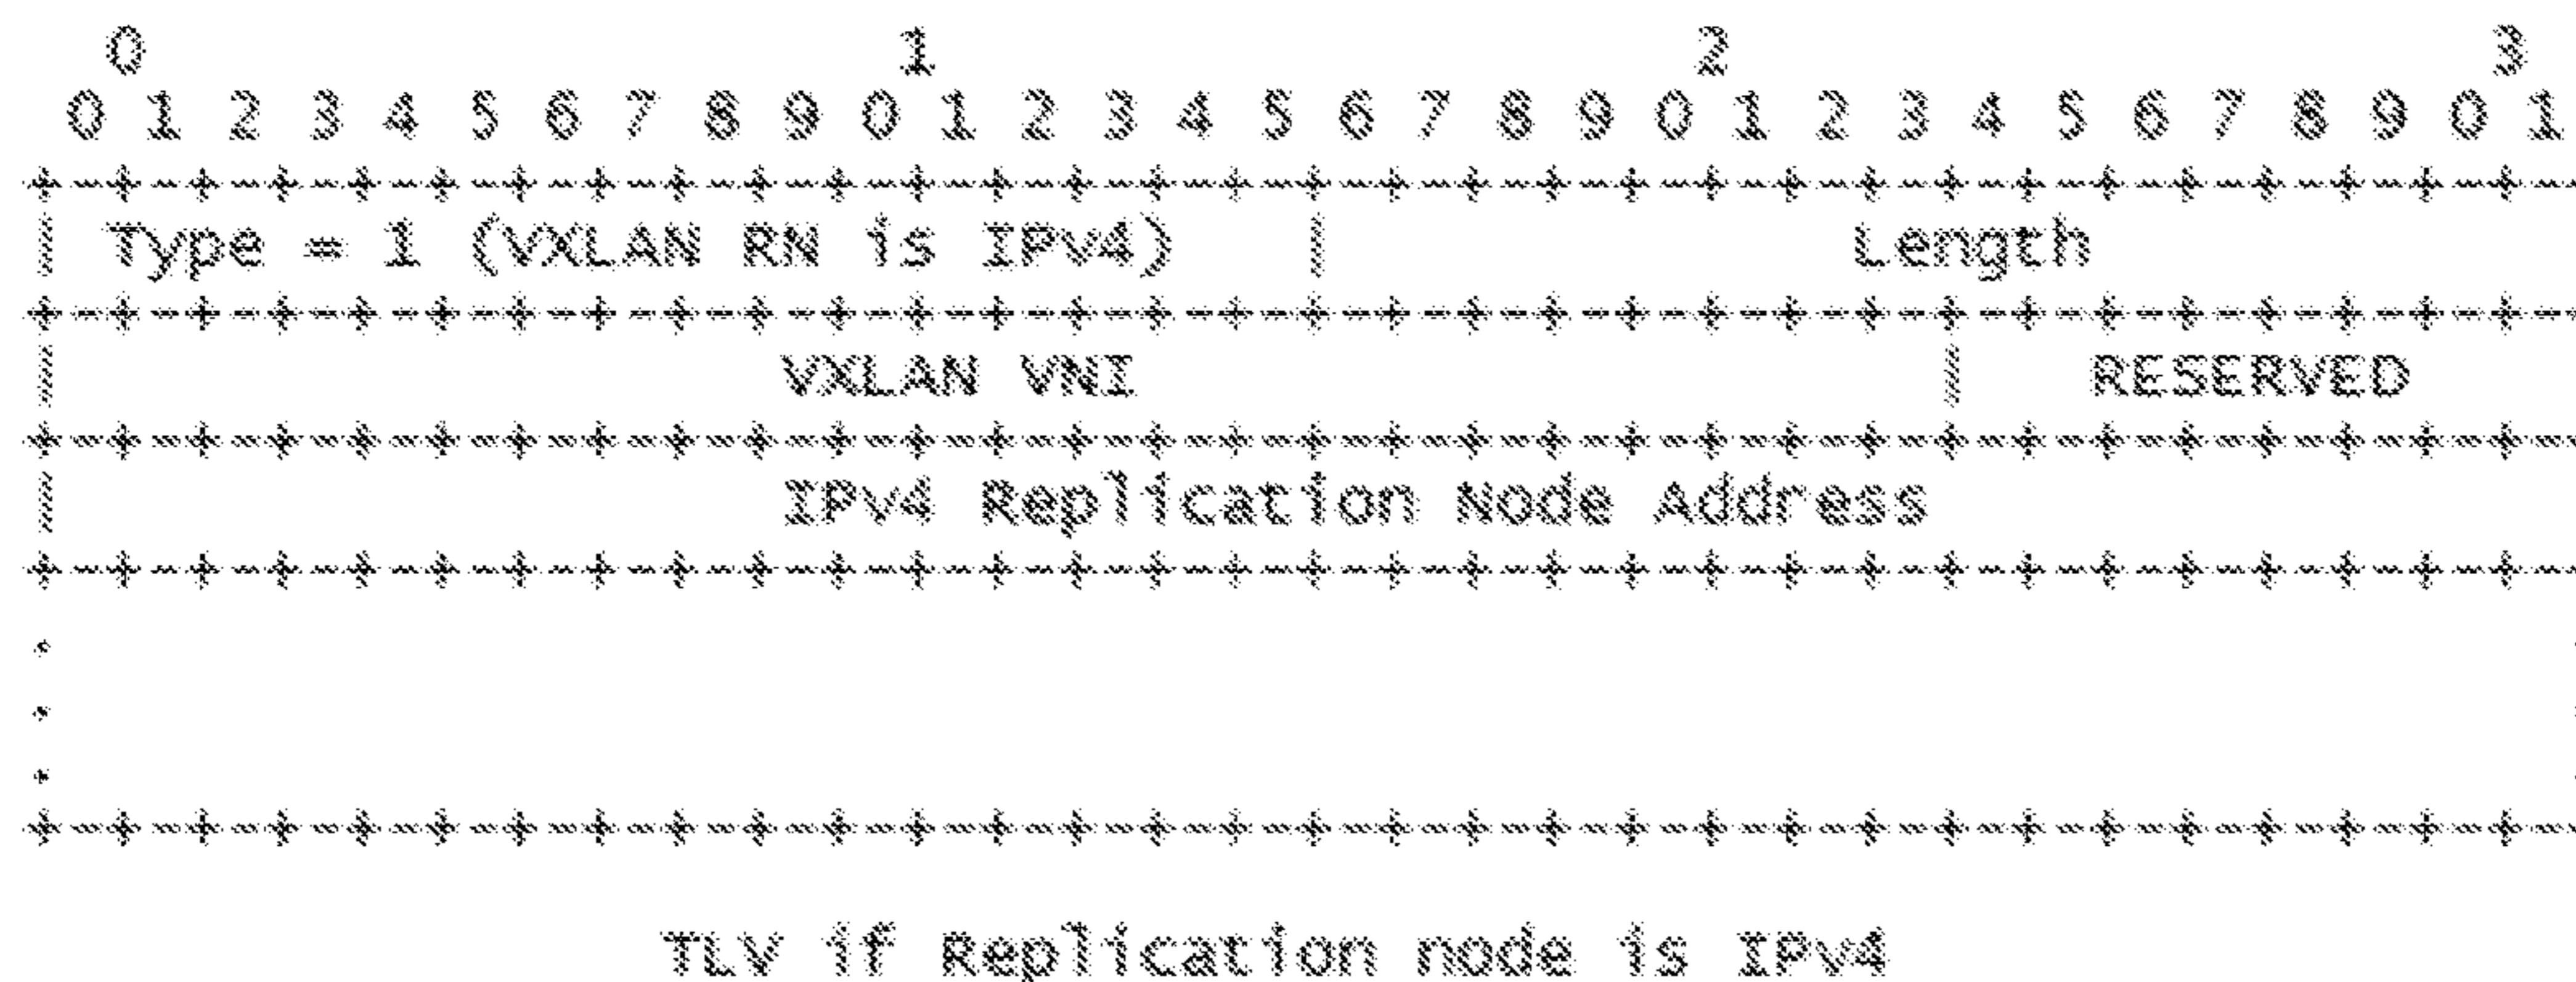 0                   1                   2                   3
 0 1 2 3 4 5 6 7 8 9 0 1 2 3 4 5 6 7 8 9 0 1 2 3 4 5 6 7 8 9 0 1
+-+-+-+-+-+-+-+-+-+-+-+-+-+-+-+-+-+-+-+-+-+-+-+-+-+-+-+-+-+-+-+-
| Type = 1 (VXLAN RN is IPv4)   |             Length
+-+-+-+-+-+-+-+-+-+-+-+-+-+-+-+-+-+-+-+-+-+-+-+-+-+-+-+-+-+-+-+-
|                  VXLAN VNI                    |   RESERVED
+-+-+-+-+-+-+-+-+-+-+-+-+-+-+-+-+-+-+-+-+-+-+-+-+-+-+-+-+-+-+-+-
|                  IPv4 Replication Node Address
+-+-+-+-+-+-+-+-+-+-+-+-+-+-+-+-+-+-+-+-+-+-+-+-+-+-+-+-+-+-+-+-
.                                                               .
.                                                               .
.                                                               .
+-+-+-+-+-+-+-+-+-+-+-+-+-+-+-+-+-+-+-+-+-+-+-+-+-+-+-+-+-+-+-+-
TLV if Replication node is IPv4